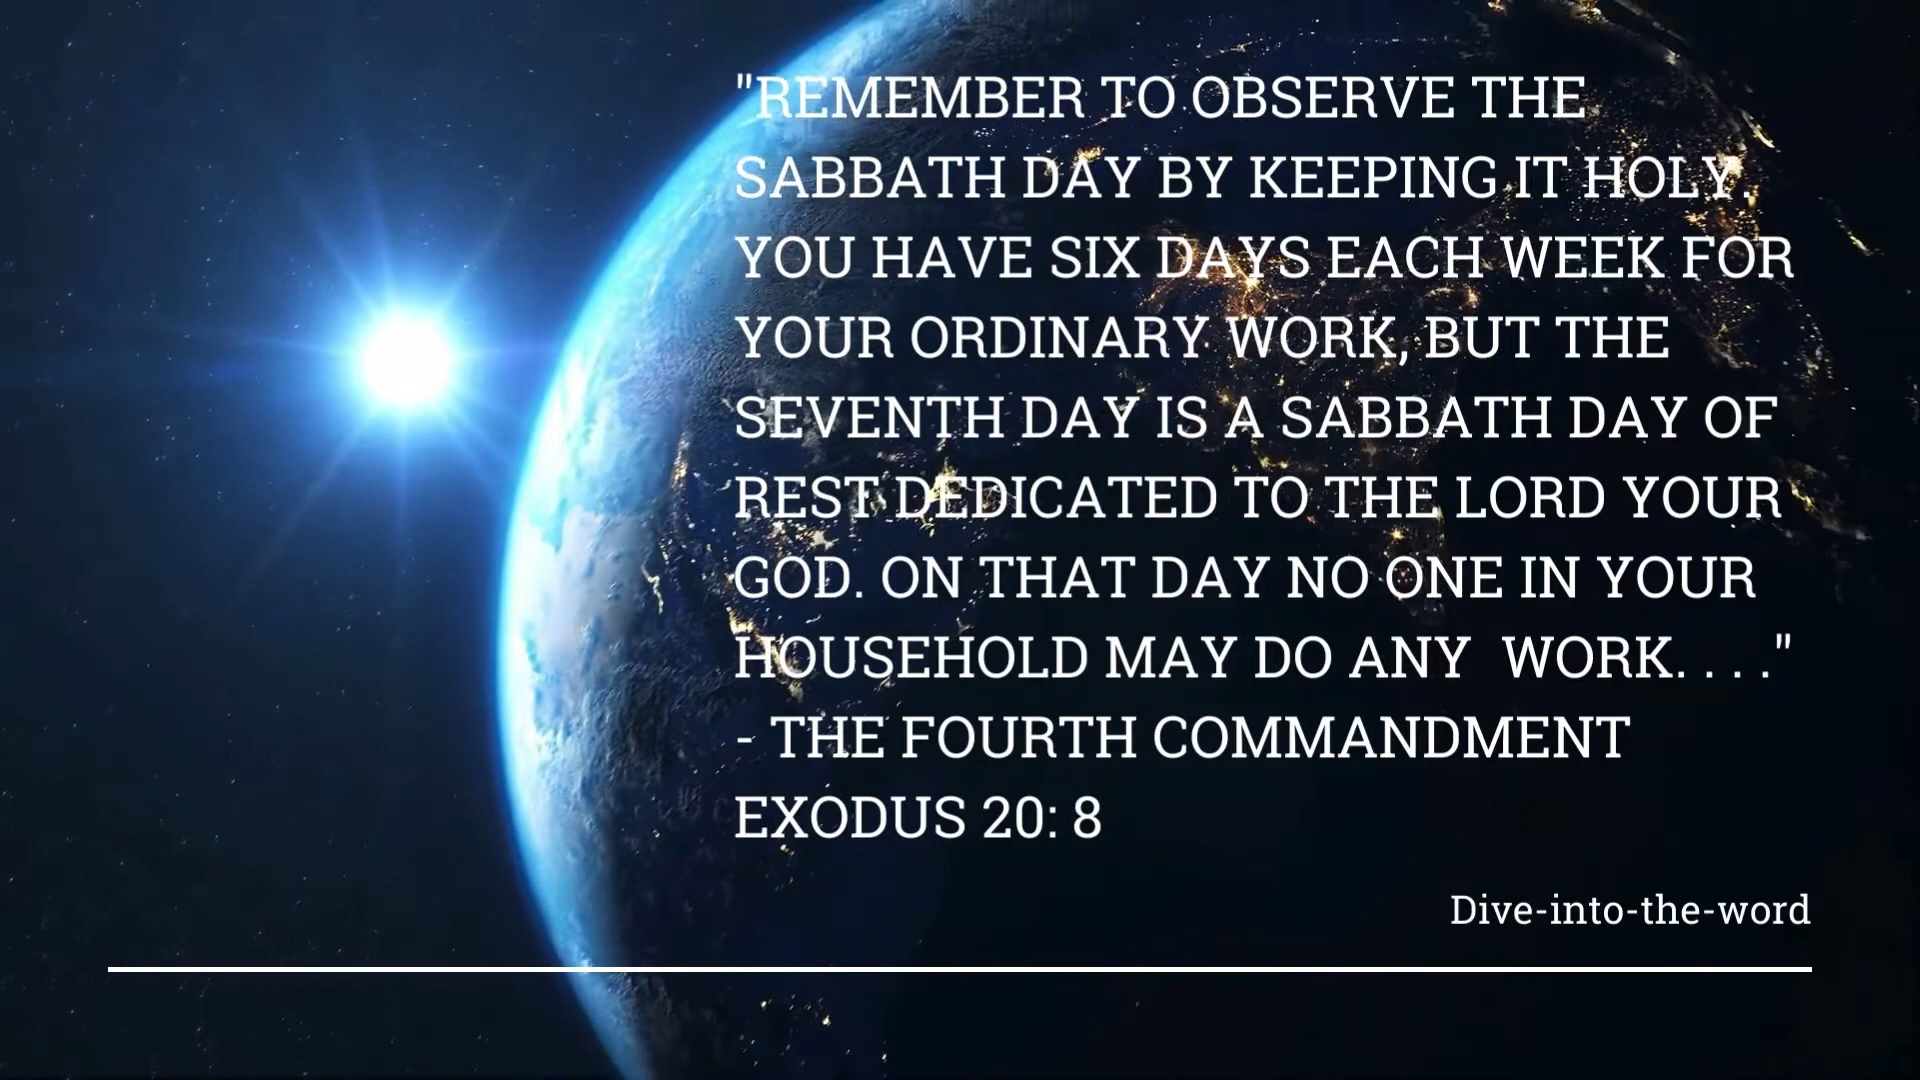 "REMEMBER TO OBSERVE THE
SABBATH DAY BY KEEPING IT HOLY.
YOU HAVE SIX DAYS EACH WEEK FOR
YOUR ORDINARY WORK, BUT THE
SEVENTH DAY IS A SABBATH DAY OF
REST DEDICATED TO THE LORD YOUR
GOD. ON THAT DAY NO ONE IN YOUR
HOUSEHOLD MAY DO ANY  WORK. . . ."
- THE FOURTH COMMANDMENT
EXODUS 20: 8
Dive-into-the-word